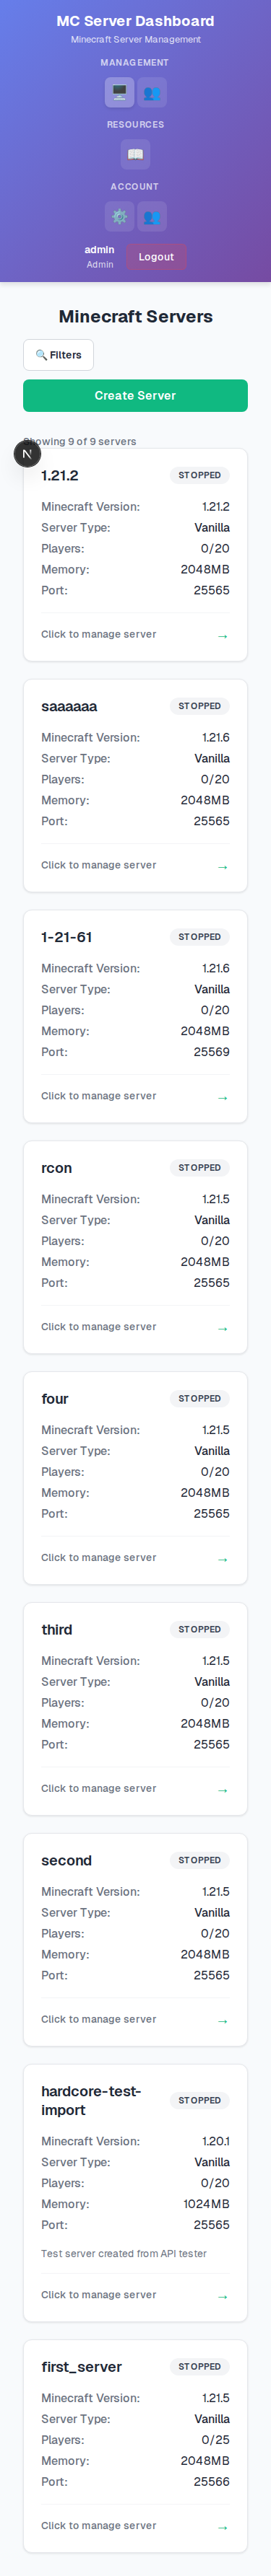 MC Server Dashboard
Minecraft Server Management
MANAGEMENT
RESOURCES
ACCOUNT
admin
Admin
Logout
Minecraft Servers
Filters
Create Server
Showing 9 of 9 servers
N
1.21.2 STOPPED
Minecraft Version: 1.21.2
Server Type: Vanilla
Players: 0/20
Memory: 2048MB
Port: 25565
Click to manage server →
saaaaaa STOPPED
Minecraft Version: 1.21.6
Server Type: Vanilla
Players: 0/20
Memory: 2048MB
Port: 25565
Click to manage server →
1-21-61 STOPPED
Minecraft Version: 1.21.6
Server Type: Vanilla
Players: 0/20
Memory: 2048MB
Port: 25569
Click to manage server →
rcon STOPPED
Minecraft Version: 1.21.5
Server Type: Vanilla
Players: 0/20
Memory: 2048MB
Port: 25565
Click to manage server →
four STOPPED
Minecraft Version: 1.21.5
Server Type: Vanilla
Players: 0/20
Memory: 2048MB
Port: 25565
Click to manage server →
third STOPPED
Minecraft Version: 1.21.5
Server Type: Vanilla
Players: 0/20
Memory: 2048MB
Port: 25565
Click to manage server →
second STOPPED
Minecraft Version: 1.21.5
Server Type: Vanilla
Players: 0/20
Memory: 2048MB
Port: 25565
Click to manage server →
hardcore-test-
import STOPPED
Minecraft Version: 1.20.1
Server Type: Vanilla
Players: 0/20
Memory: 1024MB
Port: 25565
Test server created from API tester
Click to manage server →
first_server STOPPED
Minecraft Version: 1.21.5
Server Type: Vanilla
Players: 0/25
Memory: 2048MB
Port: 25566
Click to manage server →